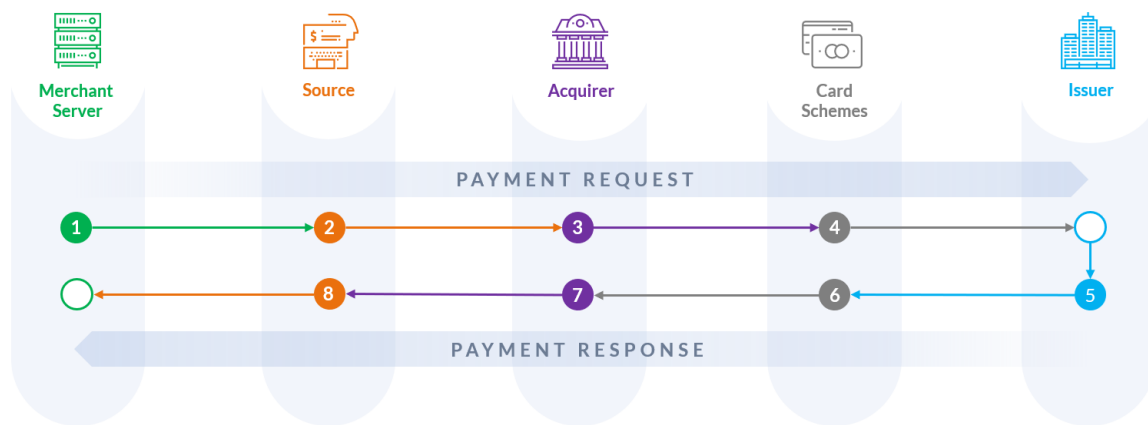 Merchant
Server
Source
Acquirer
Card
Schemes
Issuer
PAYMENT REQUEST
1
2
3
4
8
7
6
5
PAYMENT RESPONSE
$